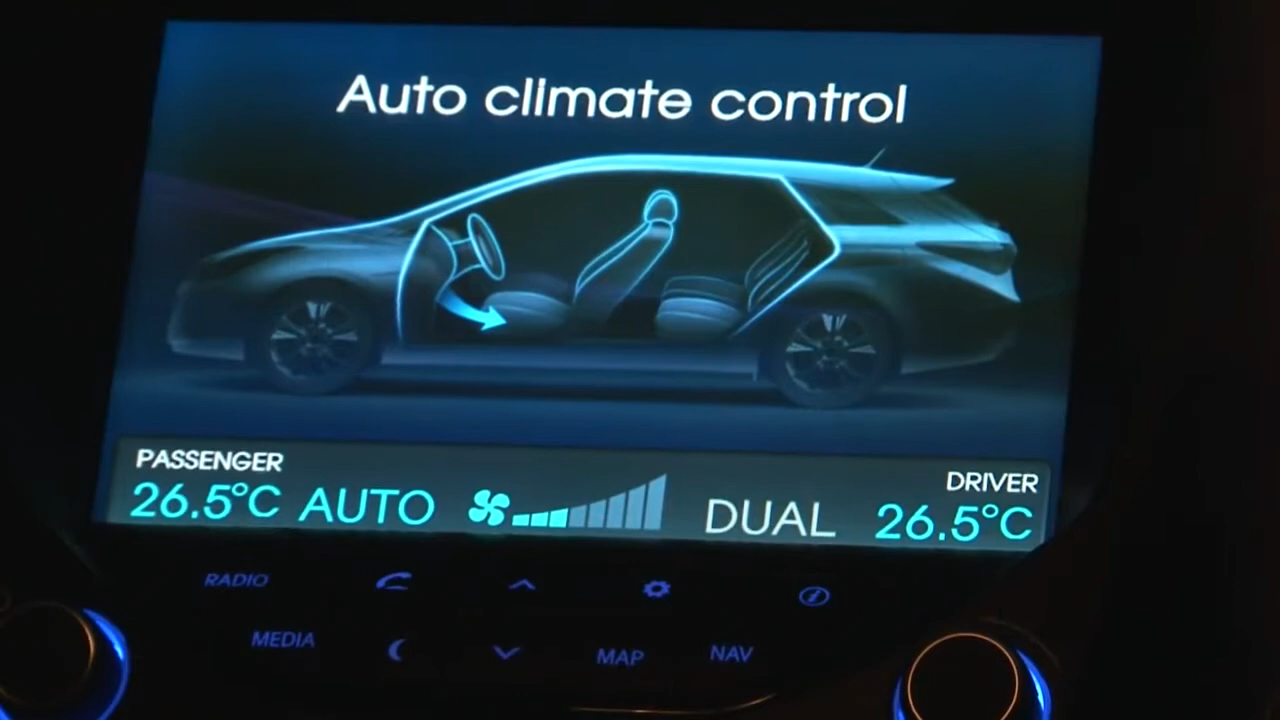 Auto climate control
PASSENGER
DRIVER
26.5°C AUTO DUAL 26.5°C
RADIO
MEDIA MAP NAV